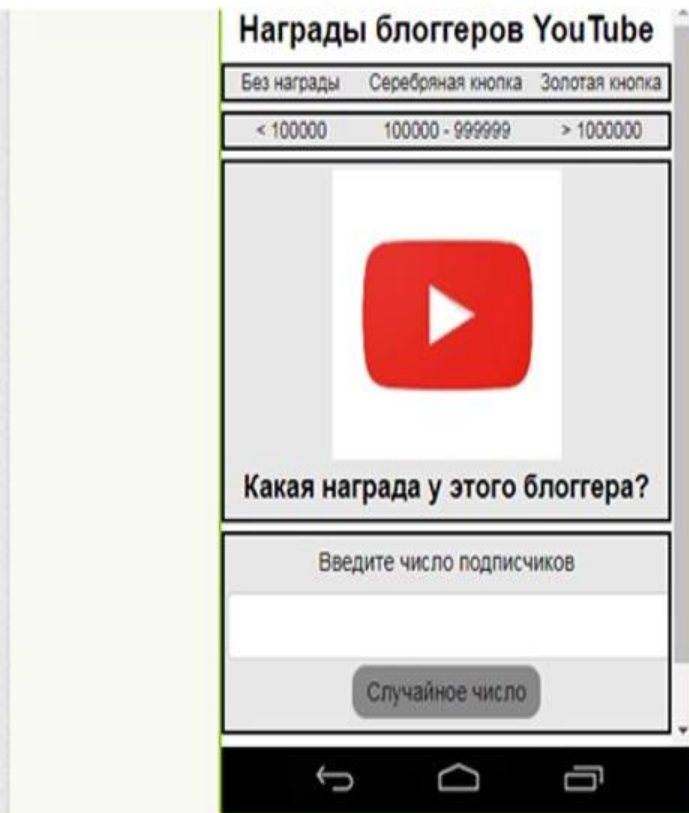 Награды блоггеров YouTube
Без награды Серебряная кнопка Золотая кнопка
< 100000 100000 - 999999 > 1000000
Какая награда у этого блоггера?
Введите число подписчиков
Случайное число